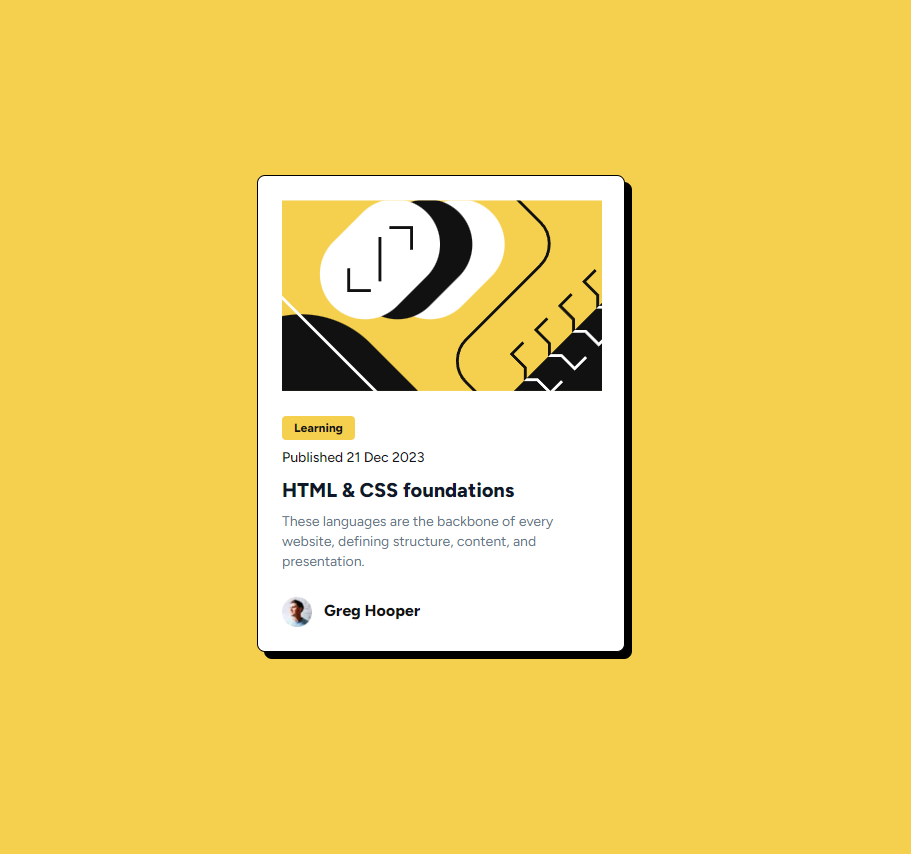 Learning
Published 21 Dec 2023
HTML & CSS foundations
These languages are the backbone of every
website, defining structure, content, and
presentation.
Greg Hooper